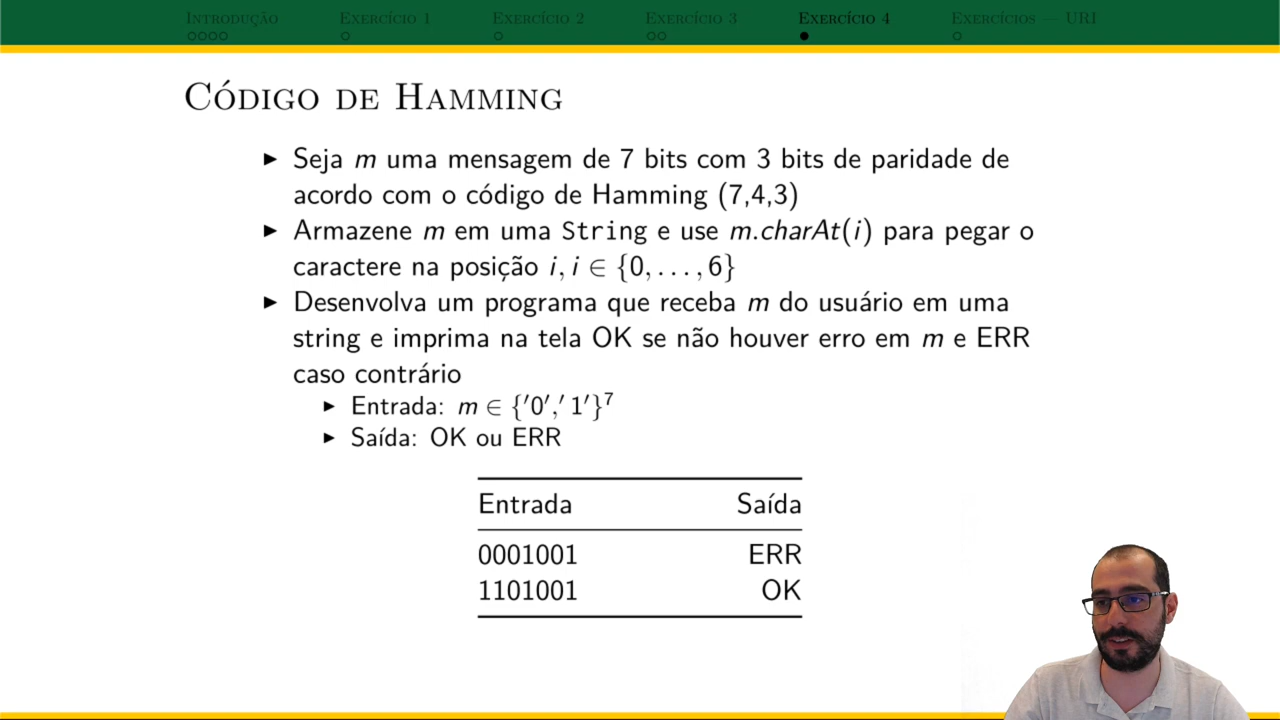 Introdução Exercício 1 Exercício 2 Exercício 3 Exercício 4 Exercícios — URI
Código de Hamming
▶ Seja m uma mensagem de 7 bits com 3 bits de paridade de
acordo com o código de Hamming (7,4,3)
▶ Armazene m em uma String e use m.charAt(i) para pegar o
caractere na posição i, i ∈ {0, . . . , 6}
▶ Desenvolva um programa que receba m do usuário em uma
string e imprima na tela OK se não houver erro em m e ERR
caso contrário
▶ Entrada: m ∈ {′0′,′ 1′}⁷
▶ Saída: OK ou ERR
Entrada Saída
0001001 ERR
1101001 OK